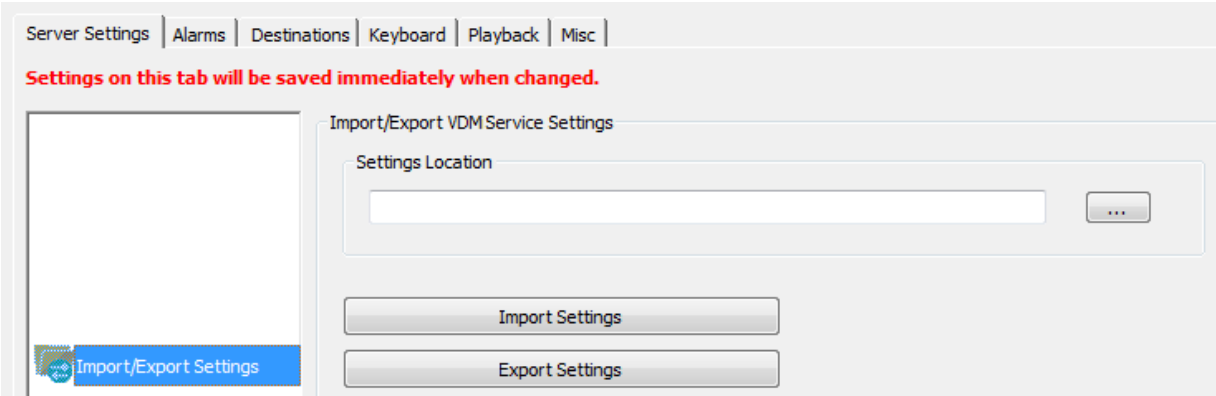 Server Settings Alarms Destinations Keyboard Playback Misc
Settings on this tab will be saved immediately when changed.
Import/Export VDM Service Settings
Settings Location
...
Import Settings
Import/Export Settings
Export Settings